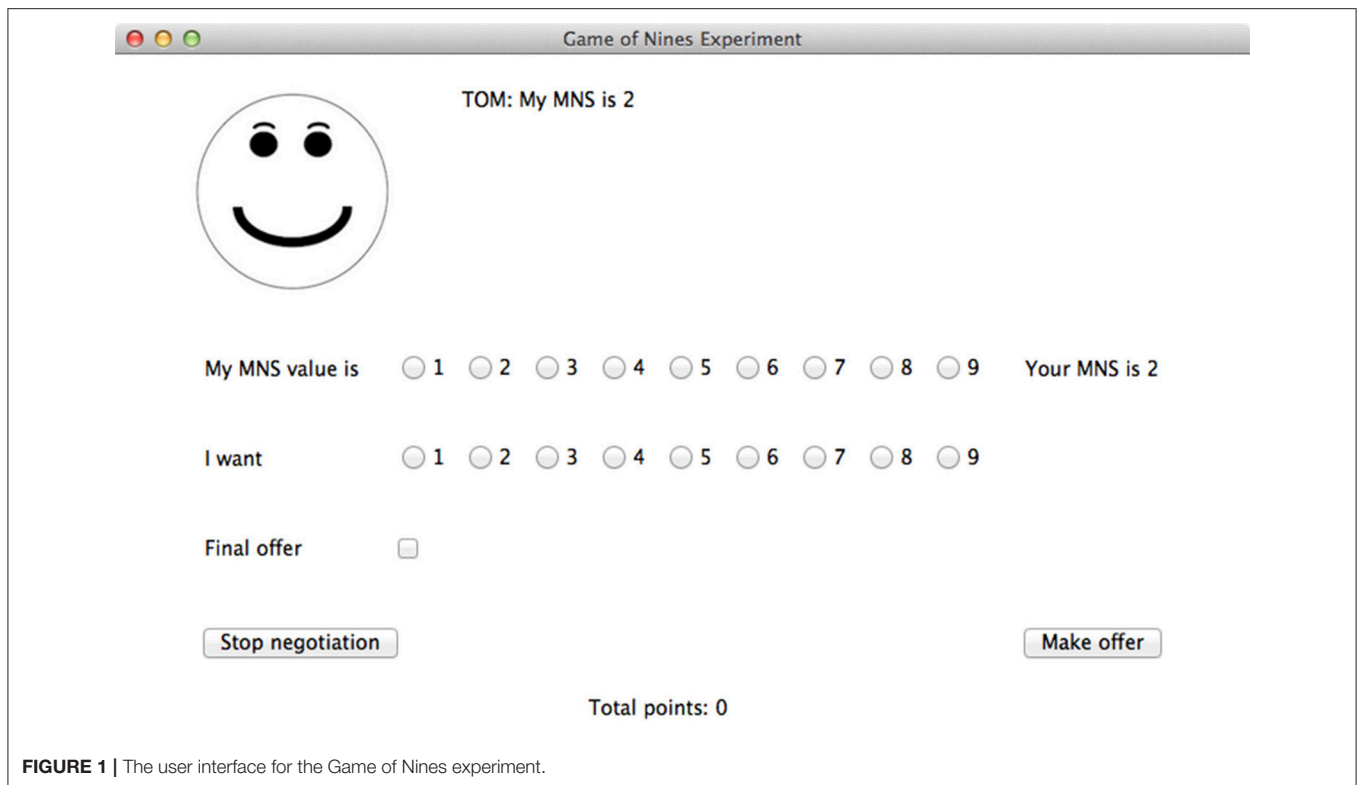 Game of Nines Experiment
TOM: My MNS is 2
My MNS value is 1 2 3 4 5 6 7 8 9 Your MNS is 2
I want 1 2 3 4 5 6 7 8 9
Final offer
Stop negotiation Make offer
Total points: 0
FIGURE 1 | The user interface for the Game of Nines experiment.